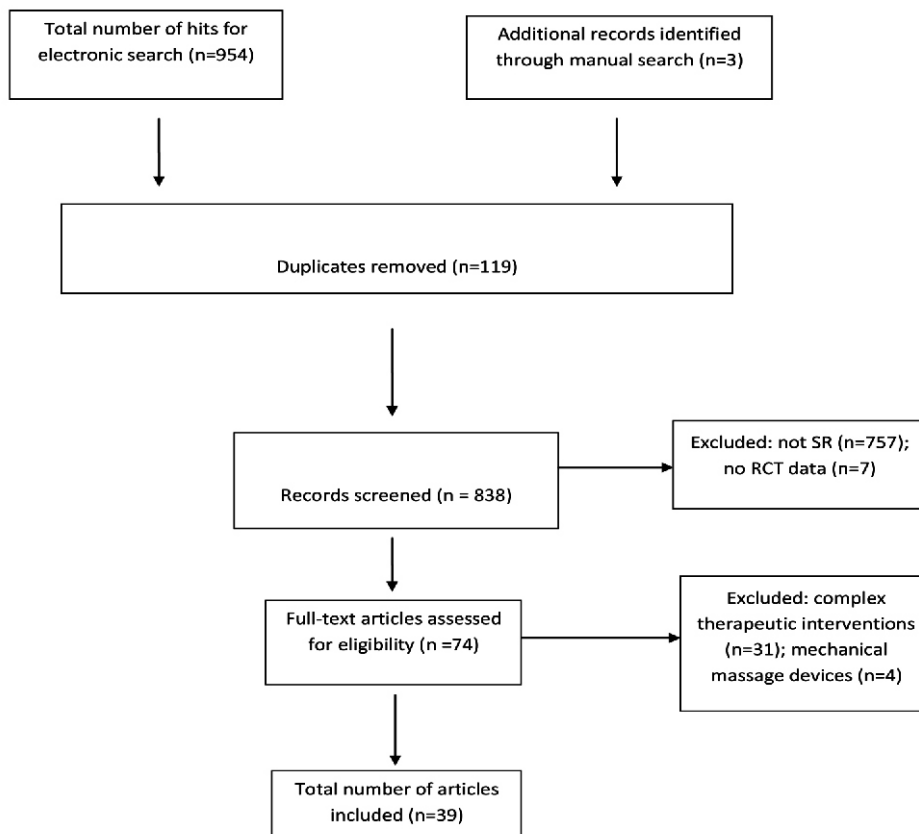 Total number of hits for
electronic search (n=954)
Additional records identified
through manual search (n=3)
Duplicates removed (n=119)
Records screened (n = 838)
Excluded: not SR (n=757);
no RCT data (n=7)
Full-text articles assessed
for eligibility (n =74)
Excluded: complex
therapeutic interventions
(n=31); mechanical
massage devices (n=4)
Total number of articles
included (n=39)